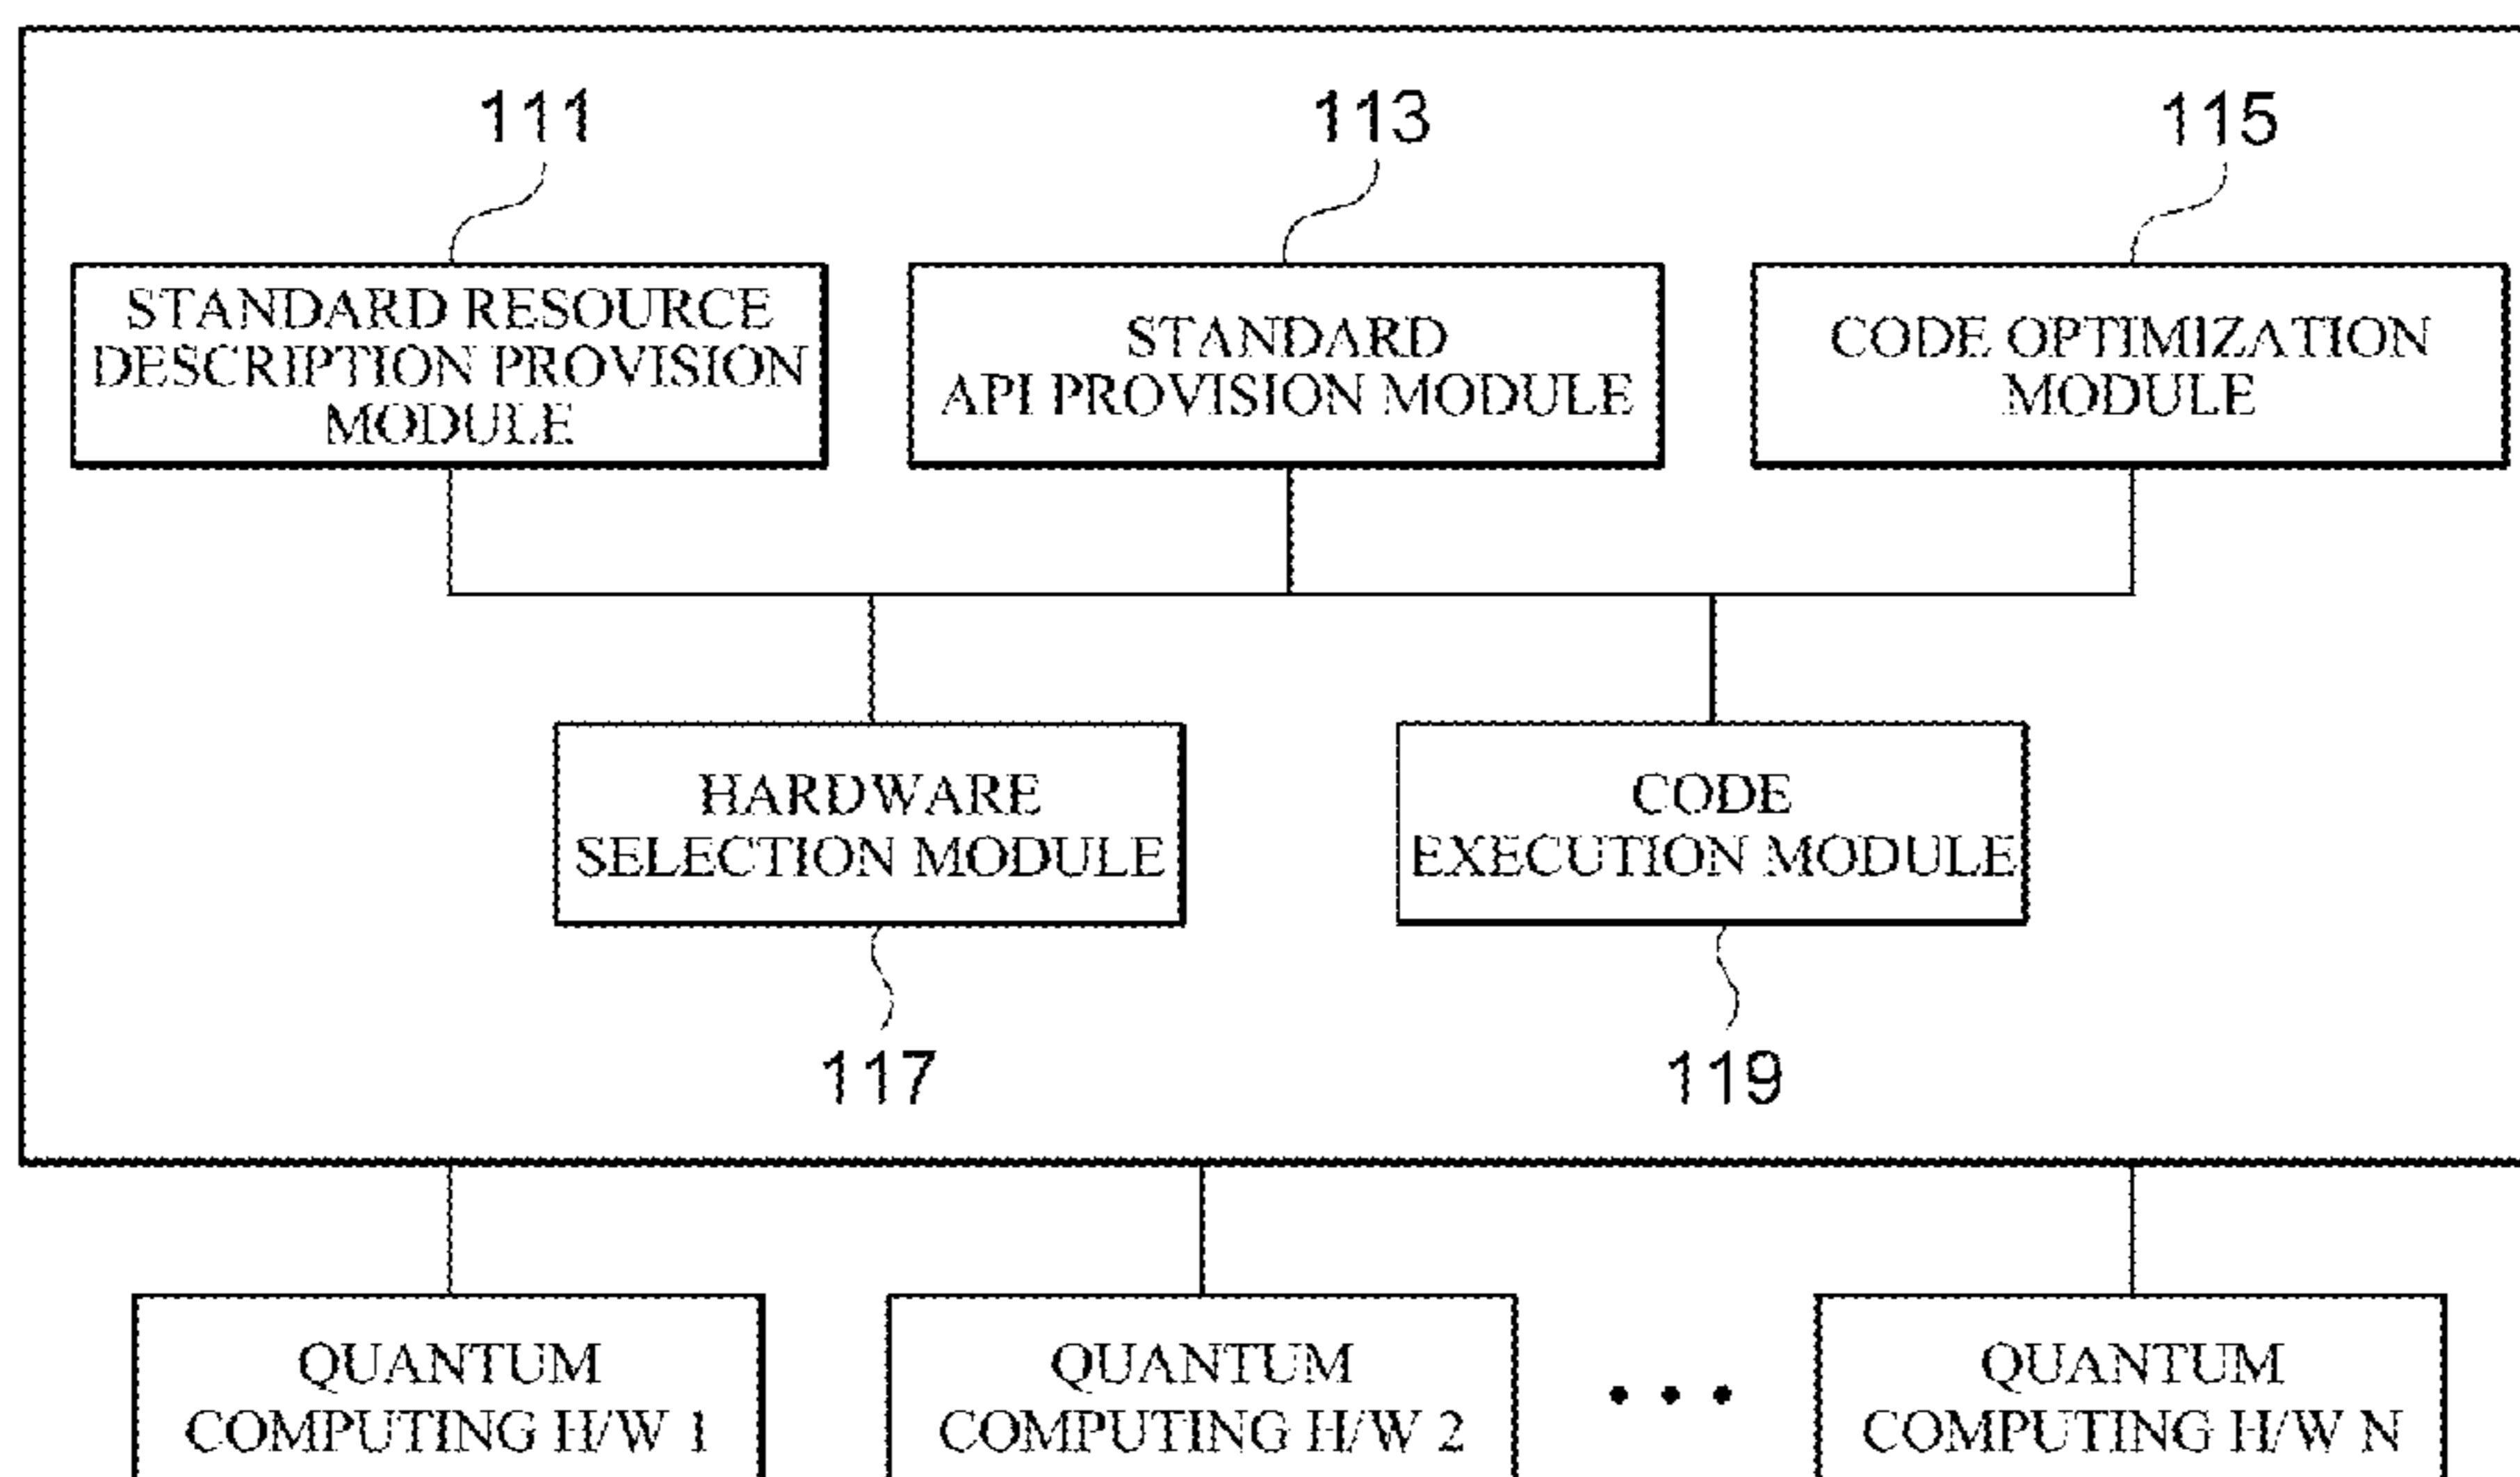 111
113
115
STANDARD RESOURCE
DESCRIPTION PROVISION
MODULE
STANDARD
API PROVISION MODULE
CODE OPTIMIZATION
MODULE
HARDWARE
SELECTION MODULE
CODE
EXECUTION MODULE
117
119
QUANTUM
COMPUTING H/W 1
QUANTUM
COMPUTING H/W 2
• • •
QUANTUM
COMPUTING H/W N